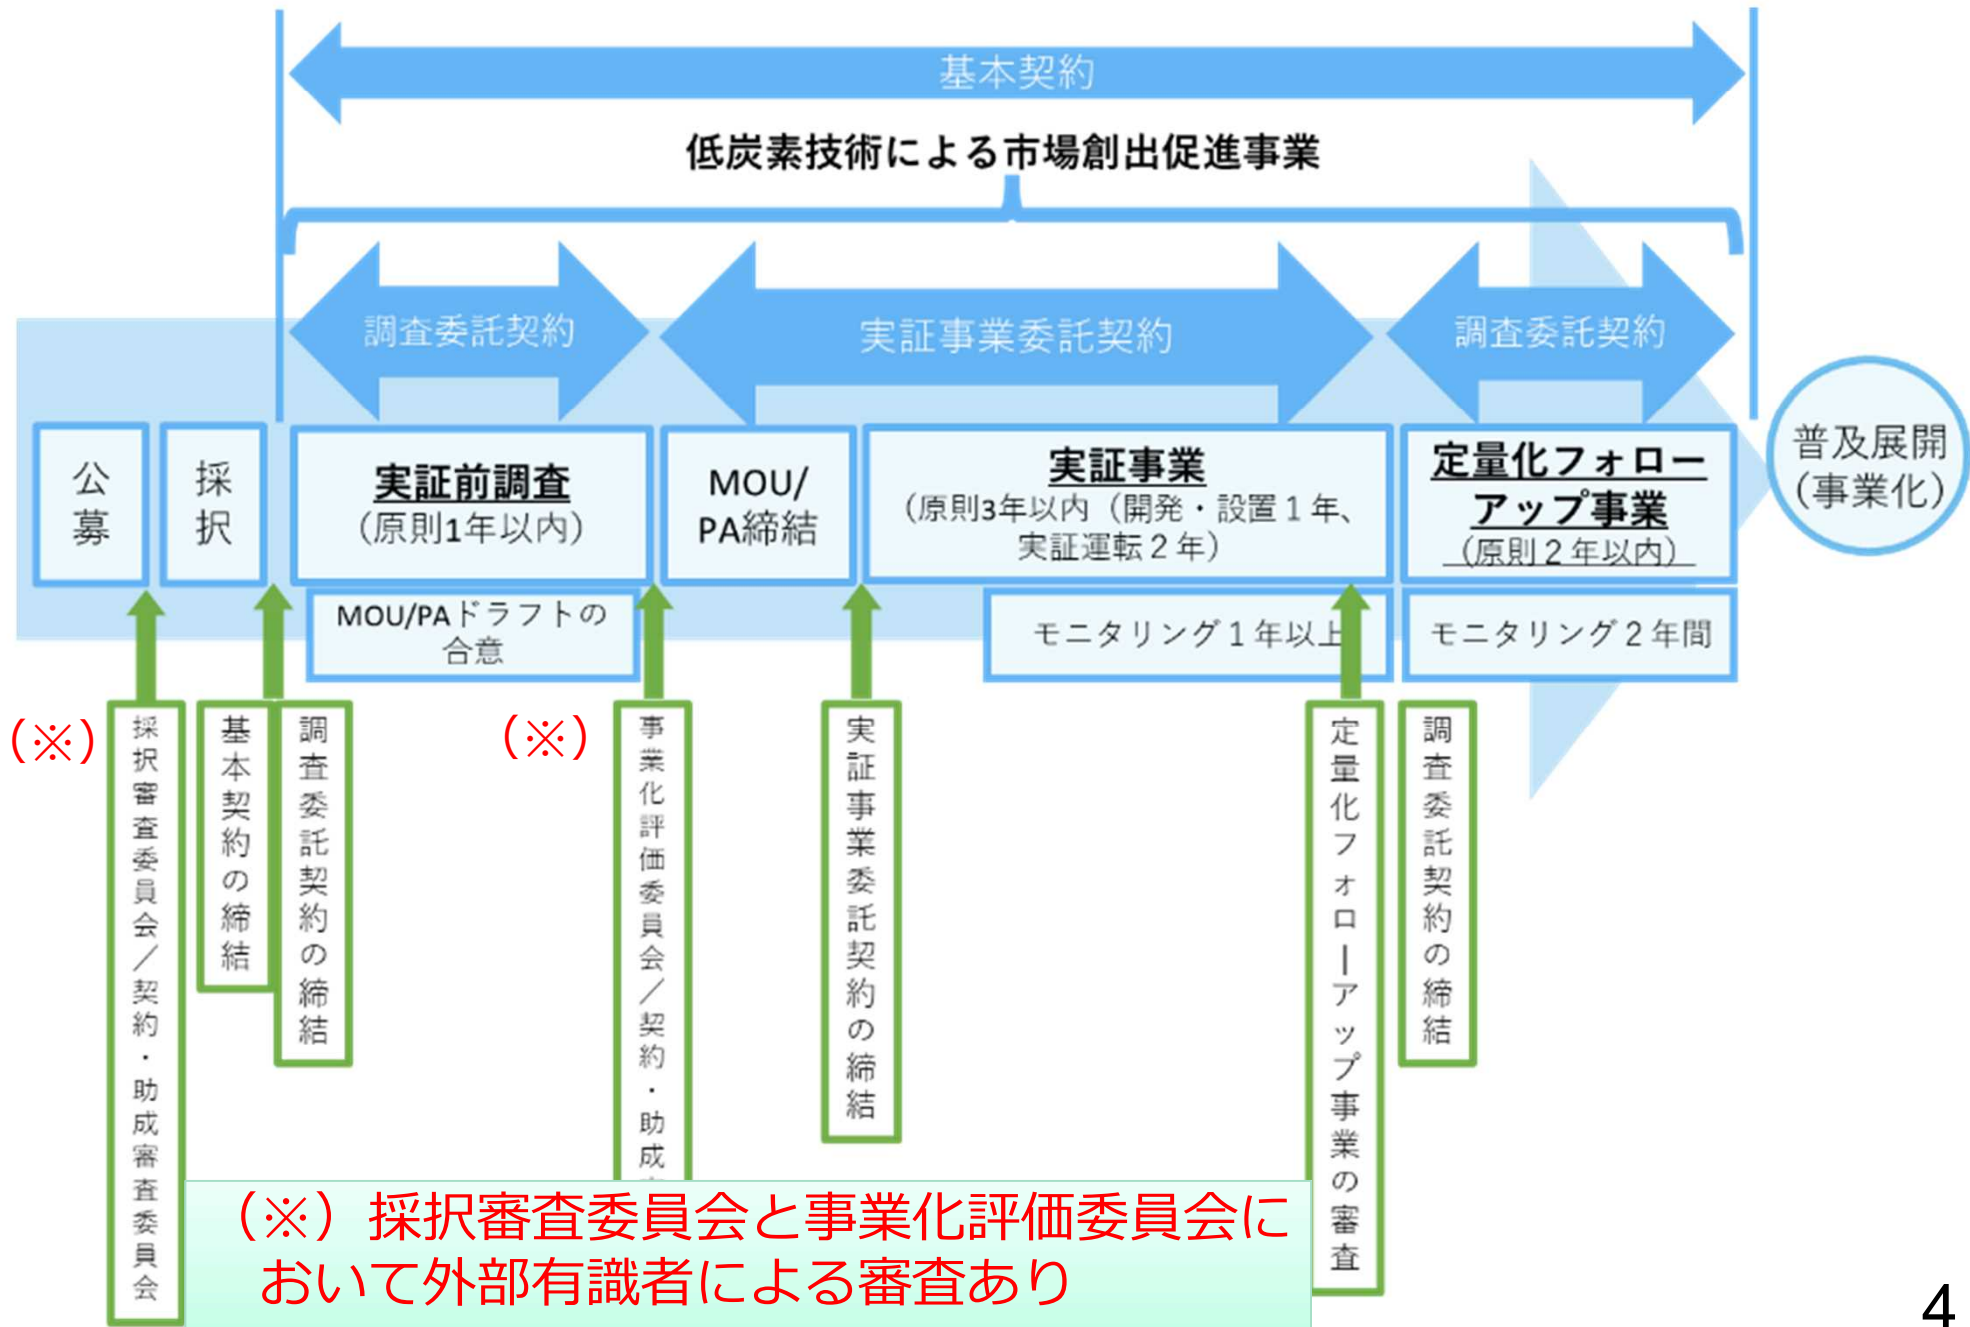 基本契約
低炭素技術による市場創出促進事業
調査委託契約
実証事業委託契約
調査委託契約
公募
採択
実証前調査
（原則1年以内）
MOU/
PA締結
実証事業
（原則3年以内（開発・設置１年、
実証運転２年）
定量化フォロー
アップ事業
（原則２年以内）
普及展開
（事業化）
MOU/PAドラフトの
合意
モニタリング１年以上
モニタリング２年間
（※）
採択審査委員会／契約・助成審査委員会
基本契約の締結
調査委託契約の締結
（※）
事業化評価委員会／契約・助成
実証事業委託契約の締結
定量化フォローアップ事業の審査
調査委託契約の締結
（※）採択審査委員会と事業化評価委員会に
おいて外部有識者による審査あり
4